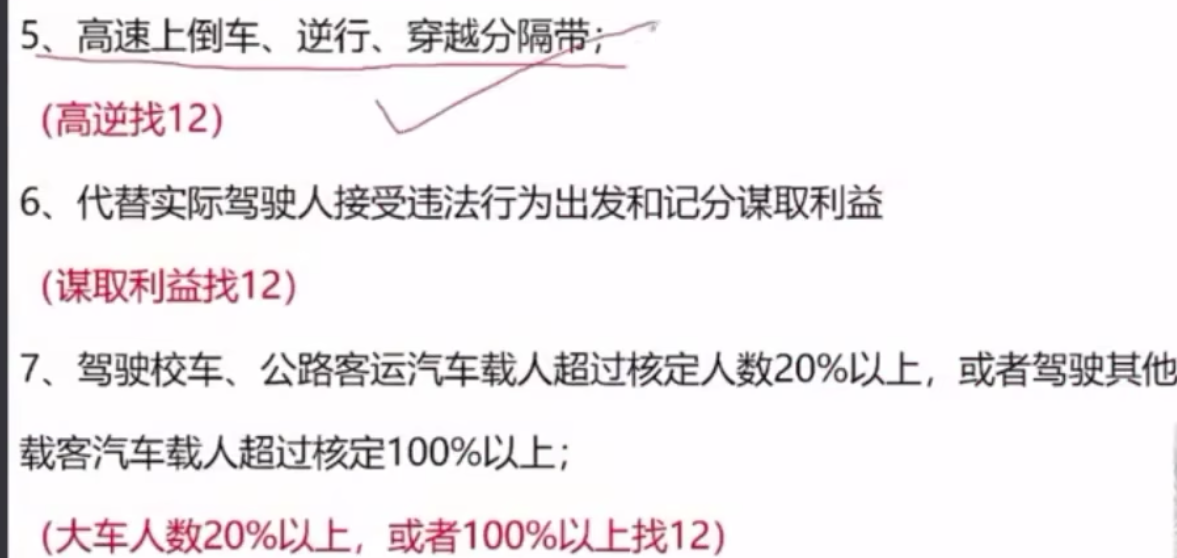 5、高速上倒车、逆行、穿越分隔带；
（高逆找12）
6、代替实际驾驶人接受违法行为出发和记分谋取利益
（谋取利益找12）
7、驾驶校车、公路客运汽车载人超过核定人数20%以上，或者驾驶其他
载客汽车载人超过核定100%以上；
（大车人数20%以上，或者100%以上找12）